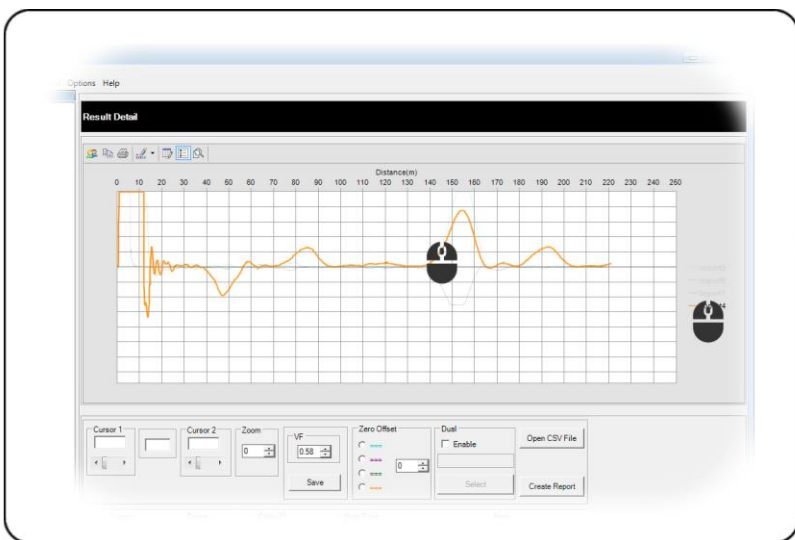 Options Help
Result Detail
Distance(m)
0 10 20 30 40 50 60 70 80 90 100 110 120 130 140 150 160 170 180 190 200 210 220 230 240 250
Cursor 1 Cursor 2 Zoom VF Zero Offset Dual
Enable Open CSV File
0 0.58 0
Save Select Create Report